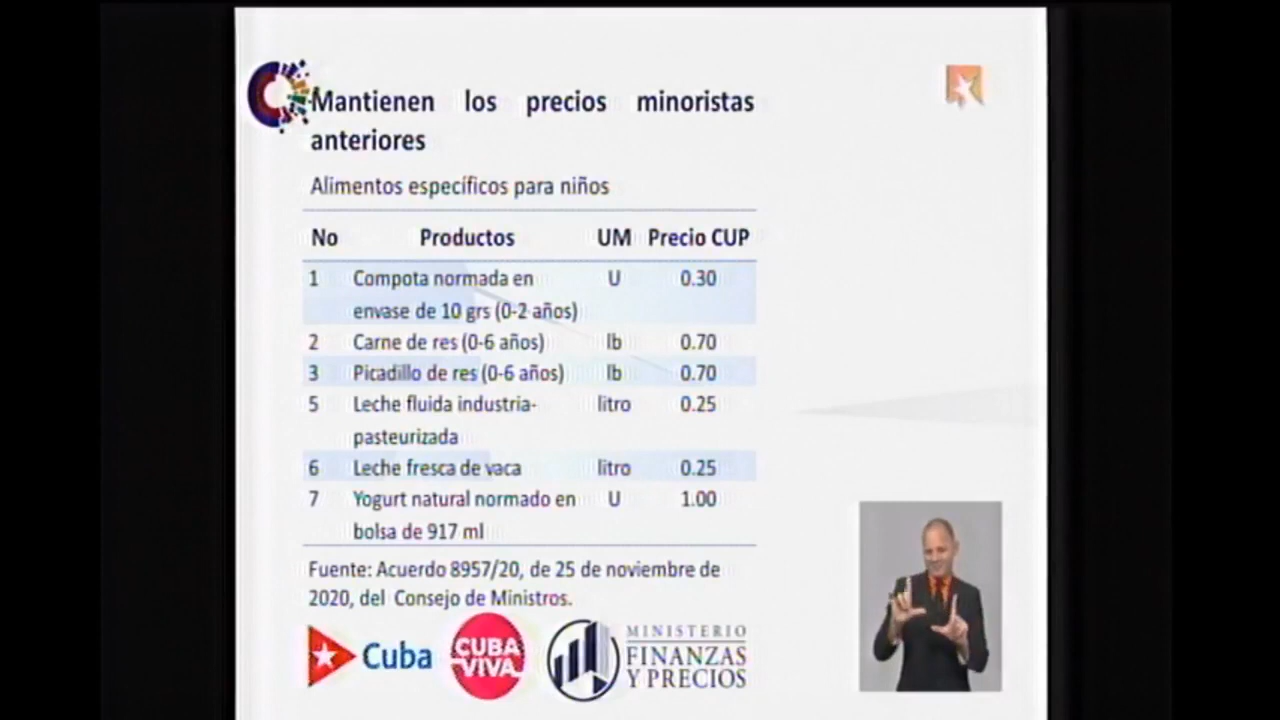 Mantienen los precios minoristas
anteriores
Alimentos específicos para niños
No Productos UM Precio CUP
1 Compota normada en U 0.30
envase de 10 grs (0-2 años)
2 Carne de res (0-6 años) lb 0.70
3 Picadillo de res (0-6 años) lb 0.70
5 Leche fluida industria- litro 0.25
pasteurizada
6 Leche fresca de vaca litro 0.25
7 Yogurt natural normado en U 1.00
bolsa de 917 ml
Fuente: Acuerdo 8957/20, de 25 de noviembre de
2020, del Consejo de Ministros.
Cuba
CUBA
VIVA
MINISTERIO
FINANZAS
Y PRECIOS